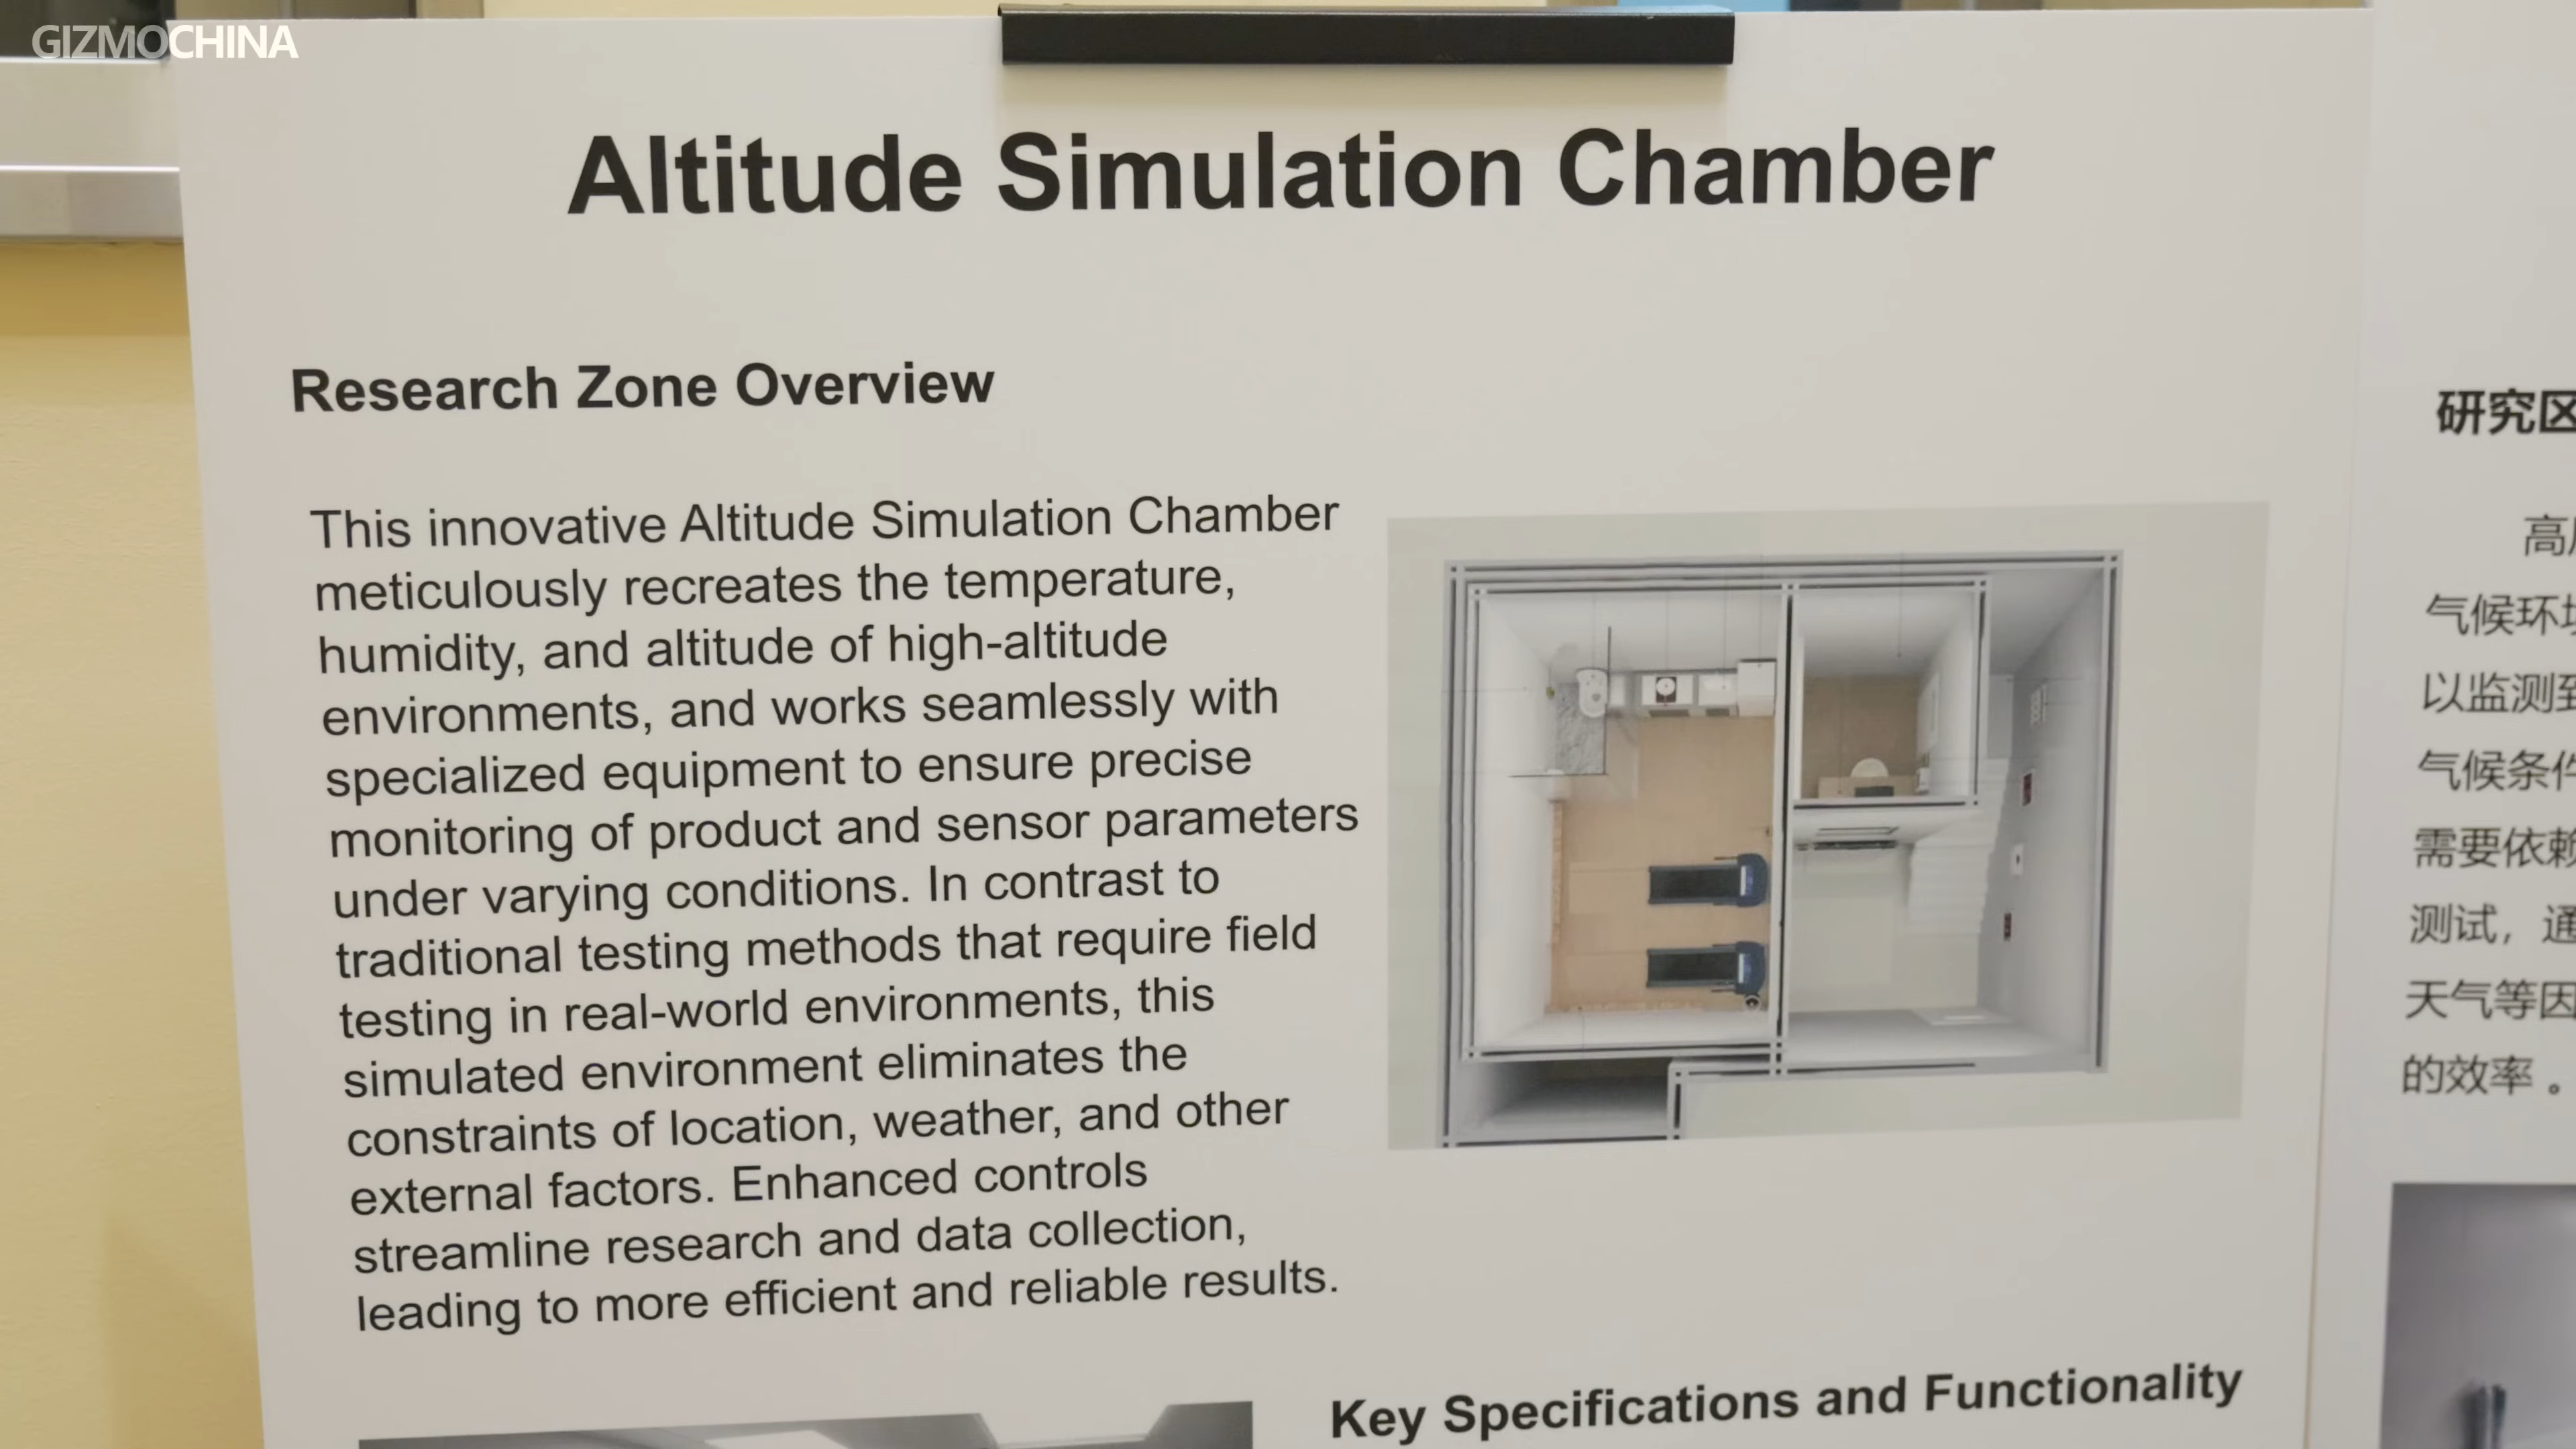 GIZMOCHINA
Altitude Simulation Chamber
Research Zone Overview
This innovative Altitude Simulation Chamber
meticulously recreates the temperature,
humidity, and altitude of high-altitude
environments, and works seamlessly with
specialized equipment to ensure precise
monitoring of product and sensor parameters
under varying conditions. In contrast to
traditional testing methods that require field
testing in real-world environments, this
simulated environment eliminates the
constraints of location, weather, and other
external factors. Enhanced controls
streamline research and data collection,
leading to more efficient and reliable results.
Key Specifications and Functionality
研究区
高
气候环
以监测到
气候条件
需要依赖
测试，通
天气等因
的效率。